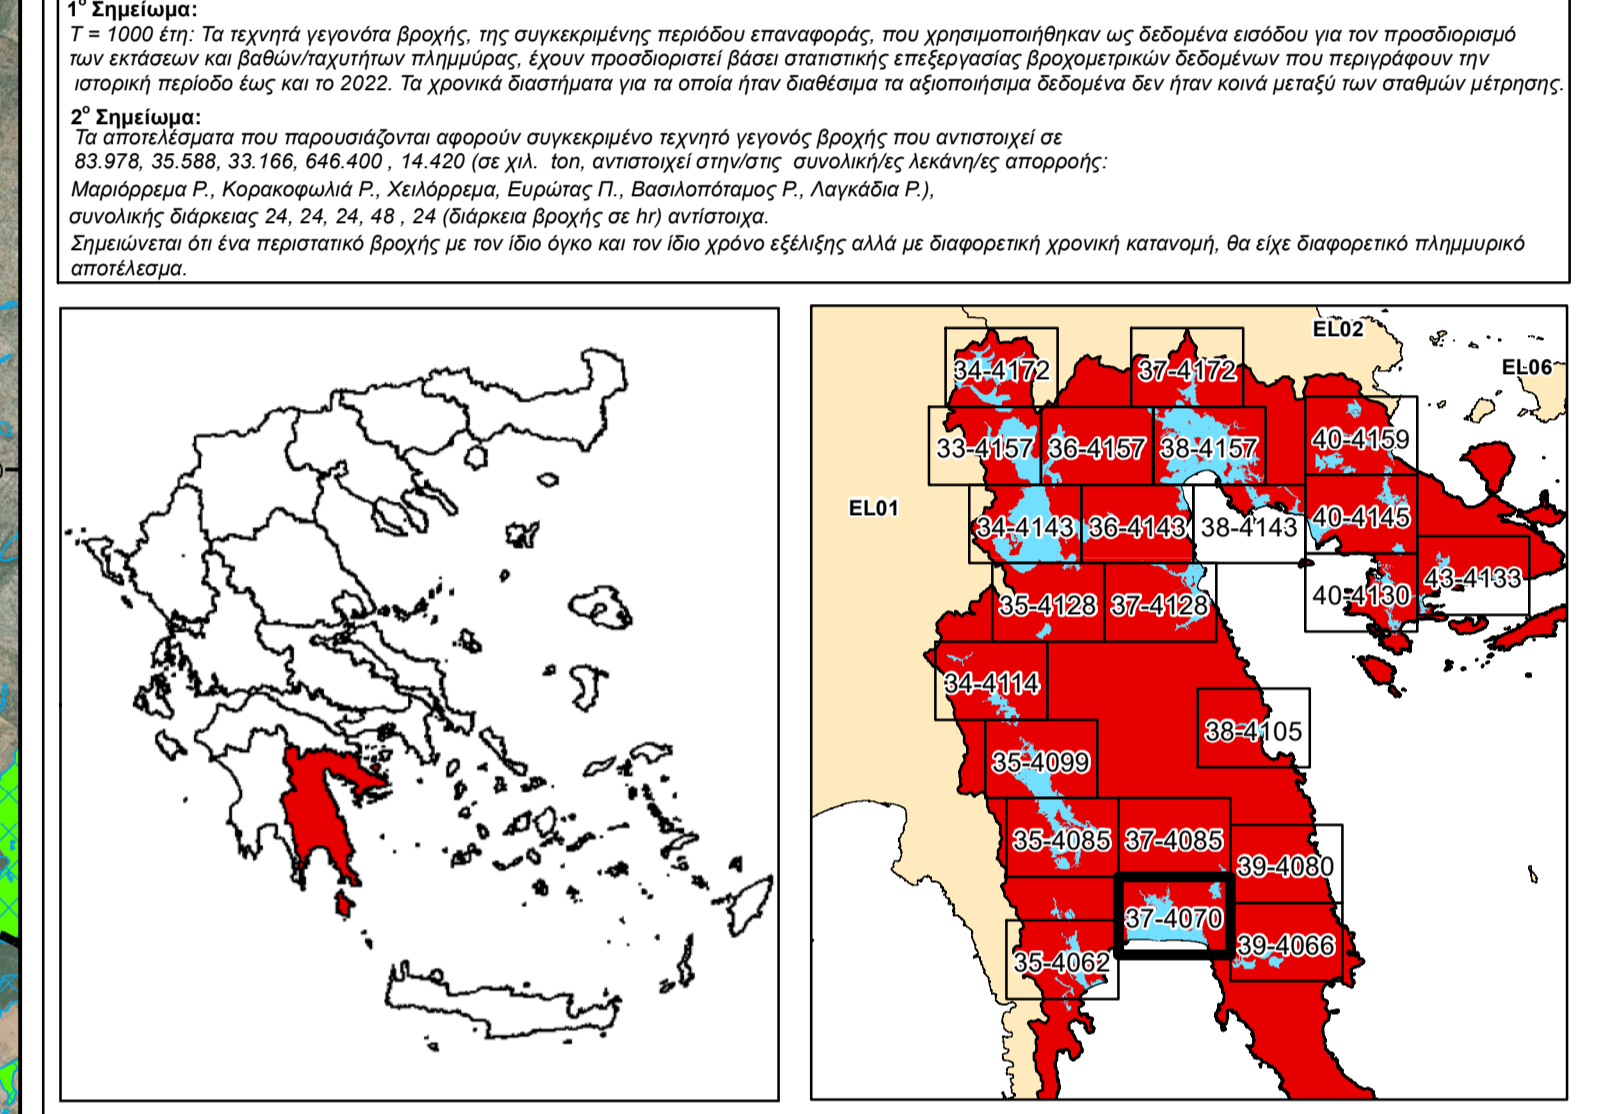 1ο Σημείωμα:
T = 1000 έτη: Τα τεχνητά γεγονότα βροχής, της συγκεκριμένης περιόδου επαναφοράς, που χρησιμοποιήθηκαν ως δεδομένα εισόδου για τον προσδιορισμό
των εκτάσεων και βαθών/ταχυτήτων πλημμύρας, έχουν προσδιοριστεί βάσει στατιστικής επεξεργασίας βροχομετρικών δεδομένων που περιγράφουν την
ιστορική περίοδο έως και το 2022. Τα χρονικά διαστήματα για τα οποία ήταν διαθέσιμα τα αξιοποιήσιμα δεδομένα δεν ήταν κοινά μεταξύ των σταθμών μέτρησης.
2ο Σημείωμα:
Τα αποτελέσματα που παρουσιάζονται αφορούν συγκεκριμένο τεχνητό γεγονός βροχής που αντιστοιχεί σε
83.978, 35.588, 33.166, 646.400 , 14.420 (σε χιλ. ton, αντιστοιχεί στην/στις συνολική/ες λεκάνη/ες απορροής:
Μαριόρρεμα Ρ., Κορακοφωλιά Ρ., Χειλόρρεμα, Ευρώτας Π., Βασιλοπόταμος Ρ., Λαγκάδια Ρ.),
συνολικής διάρκειας 24, 24, 24, 48 , 24 (διάρκεια βροχής σε hr) αντίστοιχα.
Σημειώνεται ότι ένα περιστατικό βροχής με τον ίδιο όγκο και τον ίδιο χρόνο εξέλιξης αλλά με διαφορετική χρονική κατανομή, θα είχε διαφορετικό πλημμυρικό
αποτέλεσμα.
EL02
EL06
34-4172 37-4172
33-4157 36-4157 38-4157 40-4159
EL01
34-4143 36-4143 38-4143 40-4145
35-4128 37-4128 40-4130 43-4133
34-4114
38-4105
35-4099
35-4085 37-4085
39-4080
37-4070
39-4066
35-4062